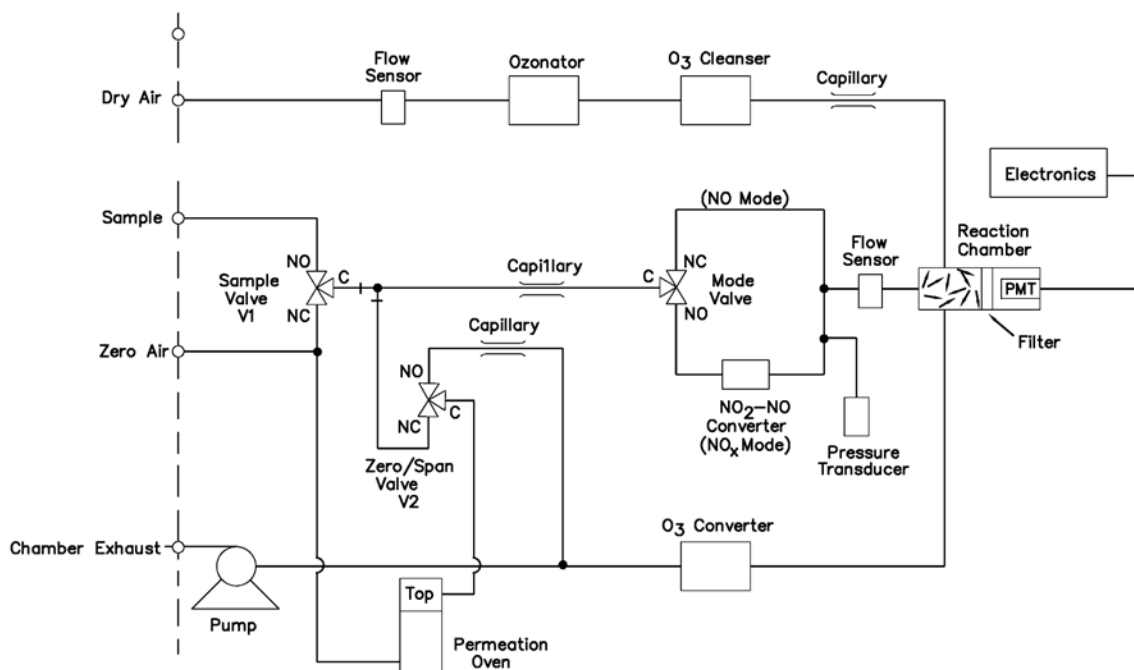 Dry Air
Flow
Sensor
Ozonator
O3 Cleanser
Capillary
Electronics
Sample
NO
Sample
Valve
V1
C
NC
Zero Air
Capi1lary
(NO Mode)
C
NC
Mode
Valve
NO
Flow
Sensor
Reaction
Chamber
PMT
Filter
Capillary
NO
C
NC
Zero/Span
Valve
V2
NO2-NO
Converter
(NOx Mode)
Pressure
Transducer
Chamber Exhaust
Pump
O3 Converter
Top
Permeation
Oven